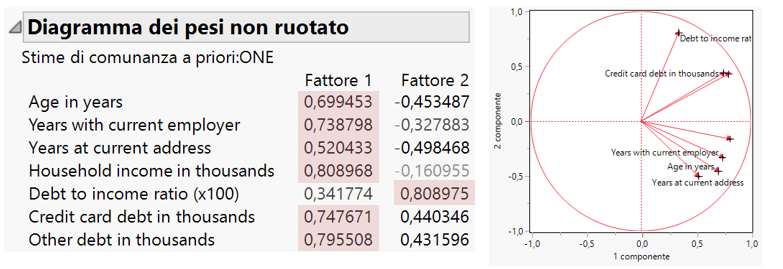 Diagramma dei pesi non ruotato
Stime di comunanza a priori:ONE
Fattore 1 Fattore 2
Age in years 0,699453 -0,453487
Years with current employer 0,738798 -0,327883
Years at current address 0,520433 -0,498468
Household income in thousands 0,808968 -0,160955
Debt to income ratio (x100) 0,341774 0,808975
Credit card debt in thousands 0,747671 0,440346
Other debt in thousands 0,795508 0,431596
1,0
Debt to income rat
0,5
Credit card debt in thousands
2 componente
0,0
Years with current employer
Age in years
-0,5
Years at current address
-1,0
-1,0 -0,5 0,0 0,5 1,0
1 componente